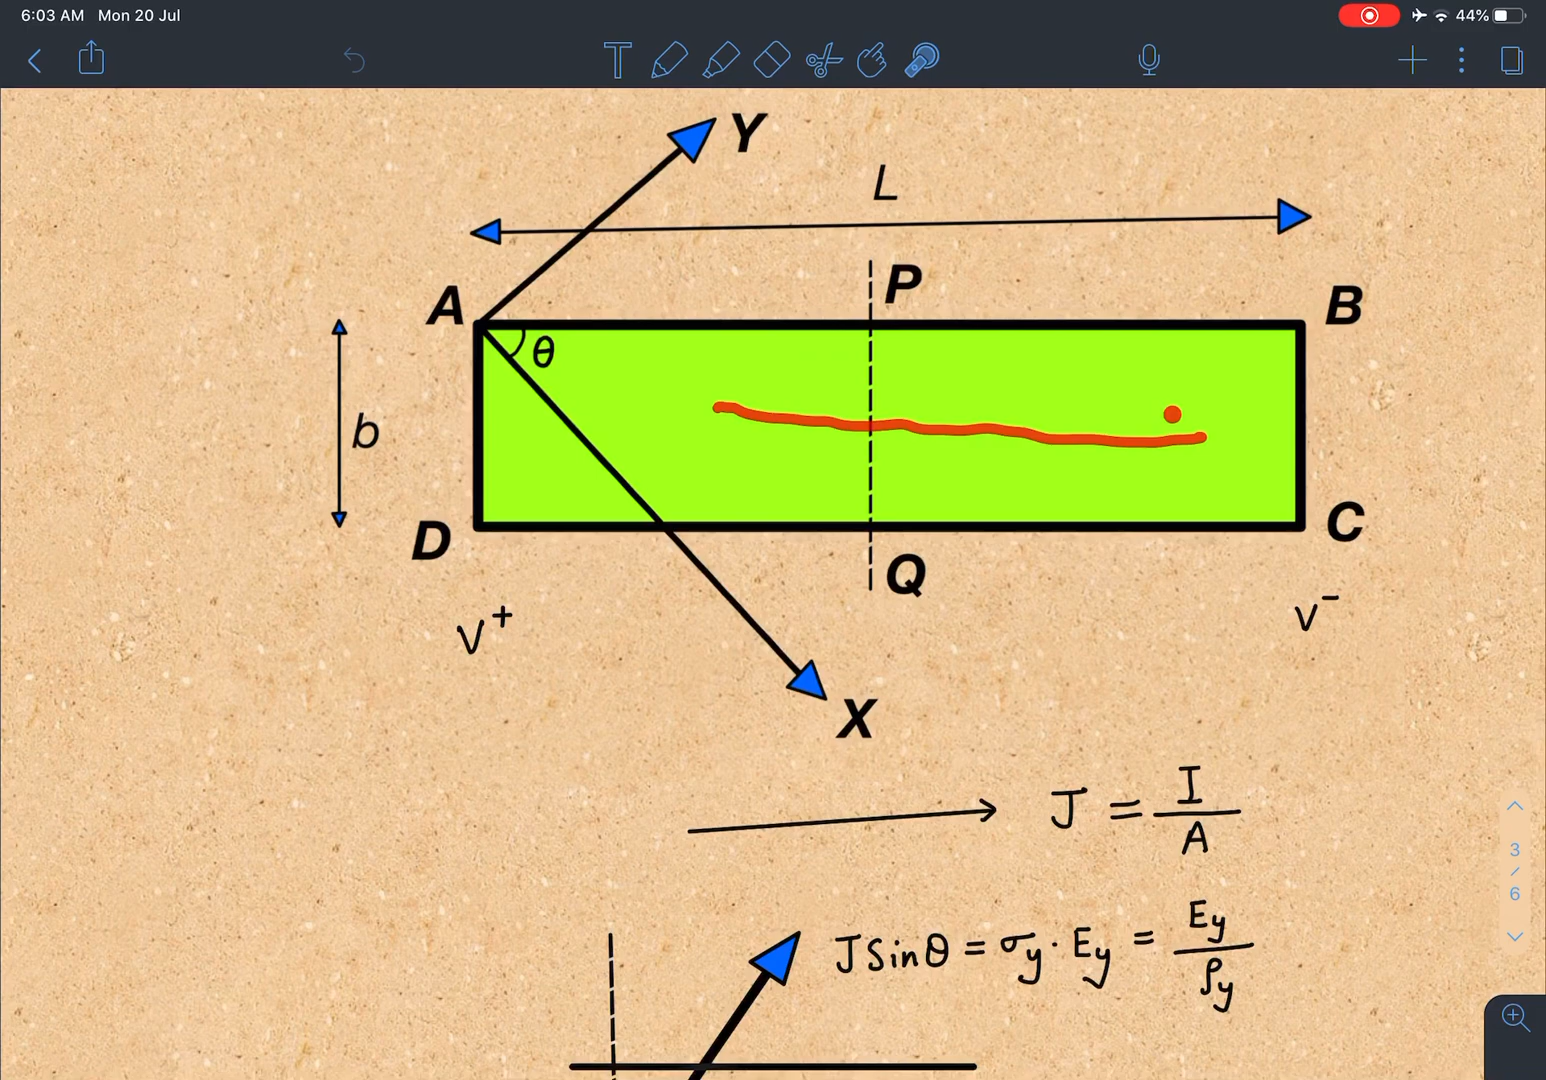 6:03 AM Mon 20 Jul
44%
T
Y
L
P
A
B
θ
b
D
Q
C
V⁺
V⁻
X
J = I / A
J Sin θ = σy · Ey = Ey / ρy
3 / 6